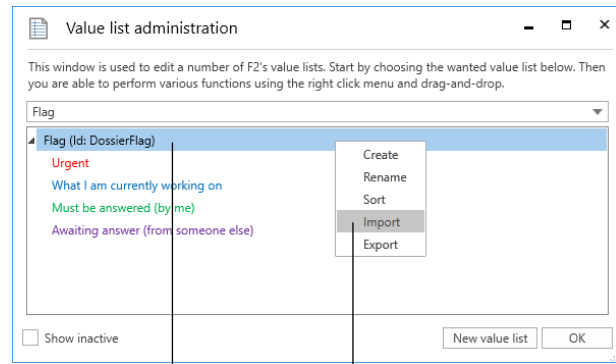 Value list administration
This window is used to edit a number of F2's value lists. Start by choosing the wanted value list below. Then
you are able to perform various functions using the right click menu and drag-and-drop.
Flag
Flag (Id: DossierFlag)
Urgent
What I am currently working on
Must be answered (by me)
Awaiting answer (from someone else)
Create
Rename
Sort
Import
Export
Show inactive
New value list
OK